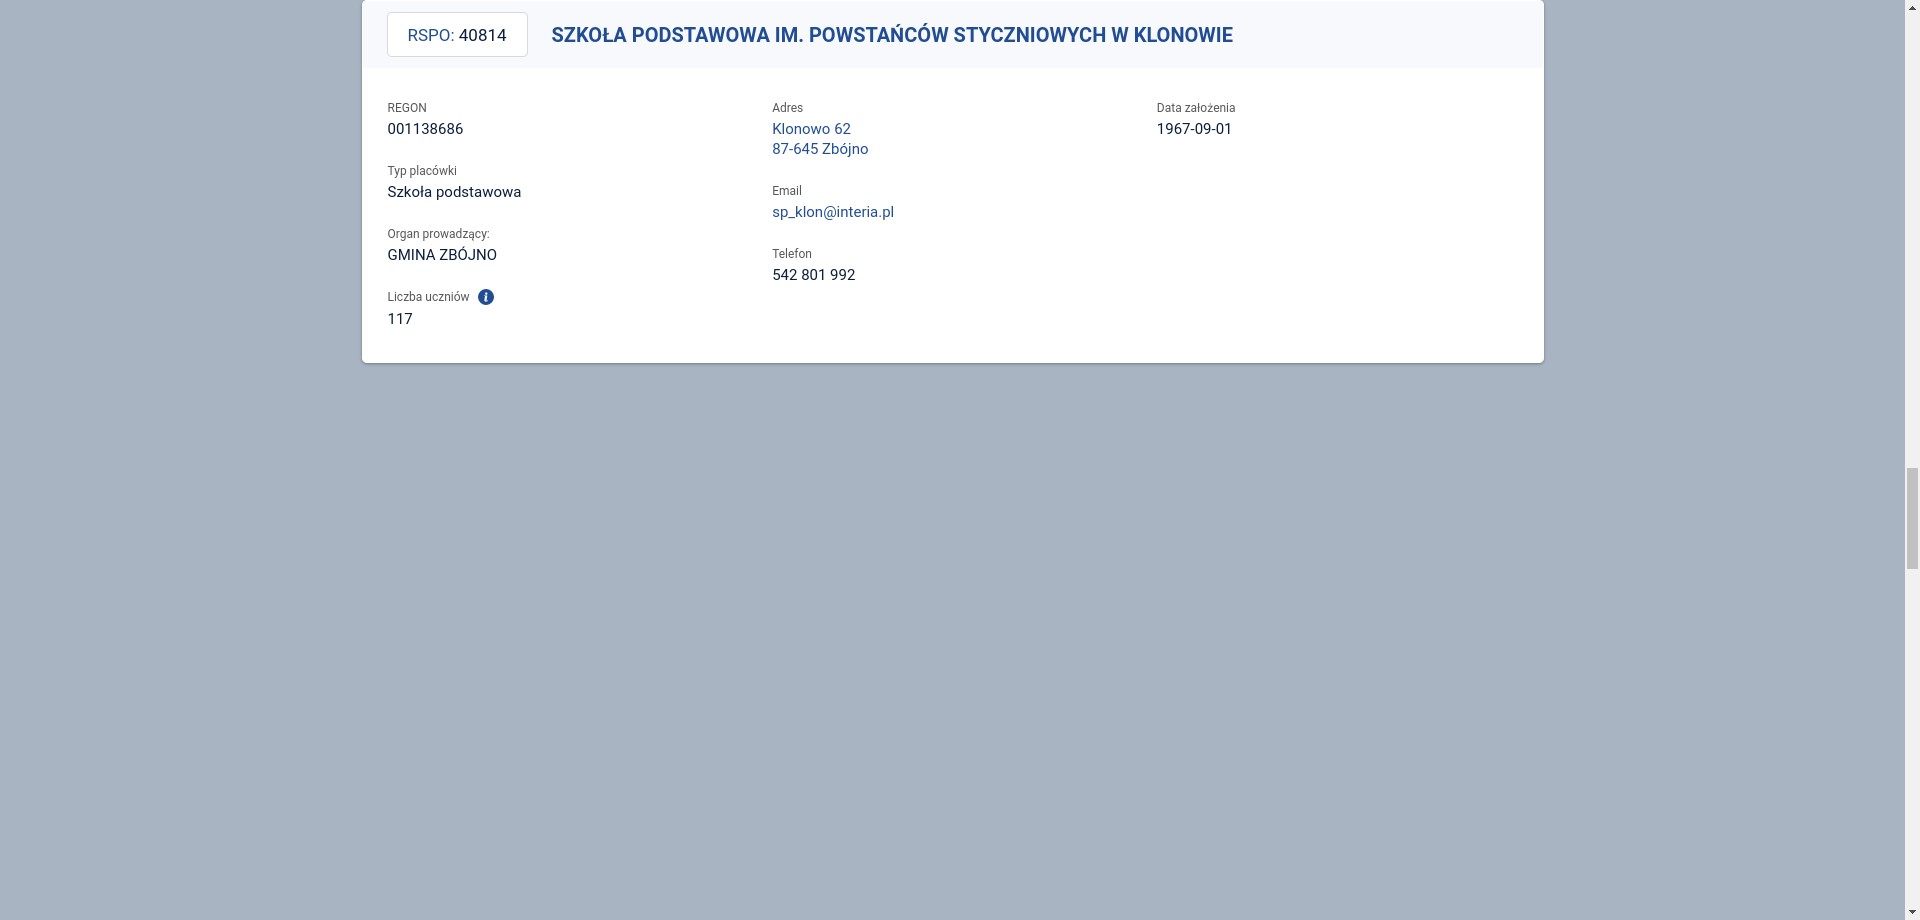 RSPO: 40814
SZKOŁA PODSTAWOWA IM. POWSTAŃCÓW STYCZNIOWYCH W KLONOWIE
REGON
001138686
Typ placówki
Szkoła podstawowa
Organ prowadzący:
GMINA ZBÓJNO
Liczba uczniów i
117
Adres
Klonowo 62
87-645 Zbójno
Email
sp_klon@interia.pl
Telefon
542 801 992
Data założenia
1967-09-01